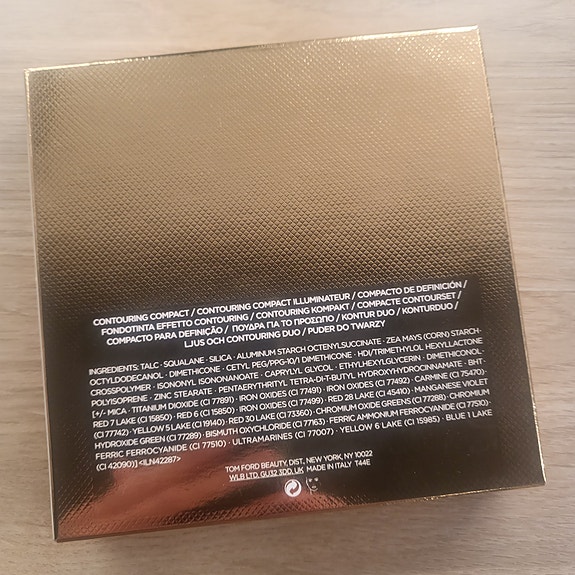 CONTOURING COMPACT / CONTOURING COMPACT ILLUMINATEUR / COMPACTO DE DEFINICIÓN /
FONDOTINTA EFFETTO CONTOURING / CONTOURING KOMPAKT / COMPACTE CONTOURSET /
COMPACTO PARA DEFINIÇÃO / ΠΟΥΔΡΑ ΓΙΑ ΤΟ ΠΡΟΣΩΠΟ / KONTUR DUO / KONTURDUO /
LJUS OCH CONTOURING DUO / PUDER DO TWARZY
INGREDIENTS: TALC · SQUALANE · SILICA · ALUMINUM STARCH OCTENYLSUCCINATE · ZEA MAYS (CORN) STARCH·
OCTYLDODECANOL · DIMETHICONE · CETYL PEG/PPG-10/1 DIMETHICONE · HDI/TRIMETHYLOL HEXYLLACTONE
CROSSPOLYMER · ISONONYL ISONONANOATE · CAPRYLYL GLYCOL · ETHYLHEXYLGLYCERIN · DIMETHICONOL·
POLYISOPRENE · ZINC STEARATE · PENTAERYTHRITYL TETRA-DI-T-BUTYL HYDROXYHYDROCINNAMATE · BHT·
[+/- MICA · TITANIUM DIOXIDE (CI 77891) · IRON OXIDES (CI 77491) · IRON OXIDES (CI 77492) · CARMINE (CI 75470)·
RED 7 LAKE (CI 15850) · RED 6 (CI 15850) · IRON OXIDES (CI 77499) · RED 28 LAKE (CI 45410) · MANGANESE VIOLET
(CI 77742) · YELLOW 5 LAKE (CI 19140) · RED 30 LAKE (CI 73360) · CHROMIUM OXIDE GREENS (CI 77288) · CHROMIUM
HYDROXIDE GREEN (CI 77289) · BISMUTH OXYCHLORIDE (CI 77163) · FERRIC AMMONIUM FERROCYANIDE (CI 77510) ·
FERRIC FERROCYANIDE (CI 77510) · ULTRAMARINES (CI 77007) · YELLOW 6 LAKE (CI 15985) · BLUE 1 LAKE
(CI 42090)] <ILN42287>
TOM FORD BEAUTY, DIST., NEW YORK, NY 10022
WLB LTD. GU32 3DD, UK MADE IN ITALY T44E